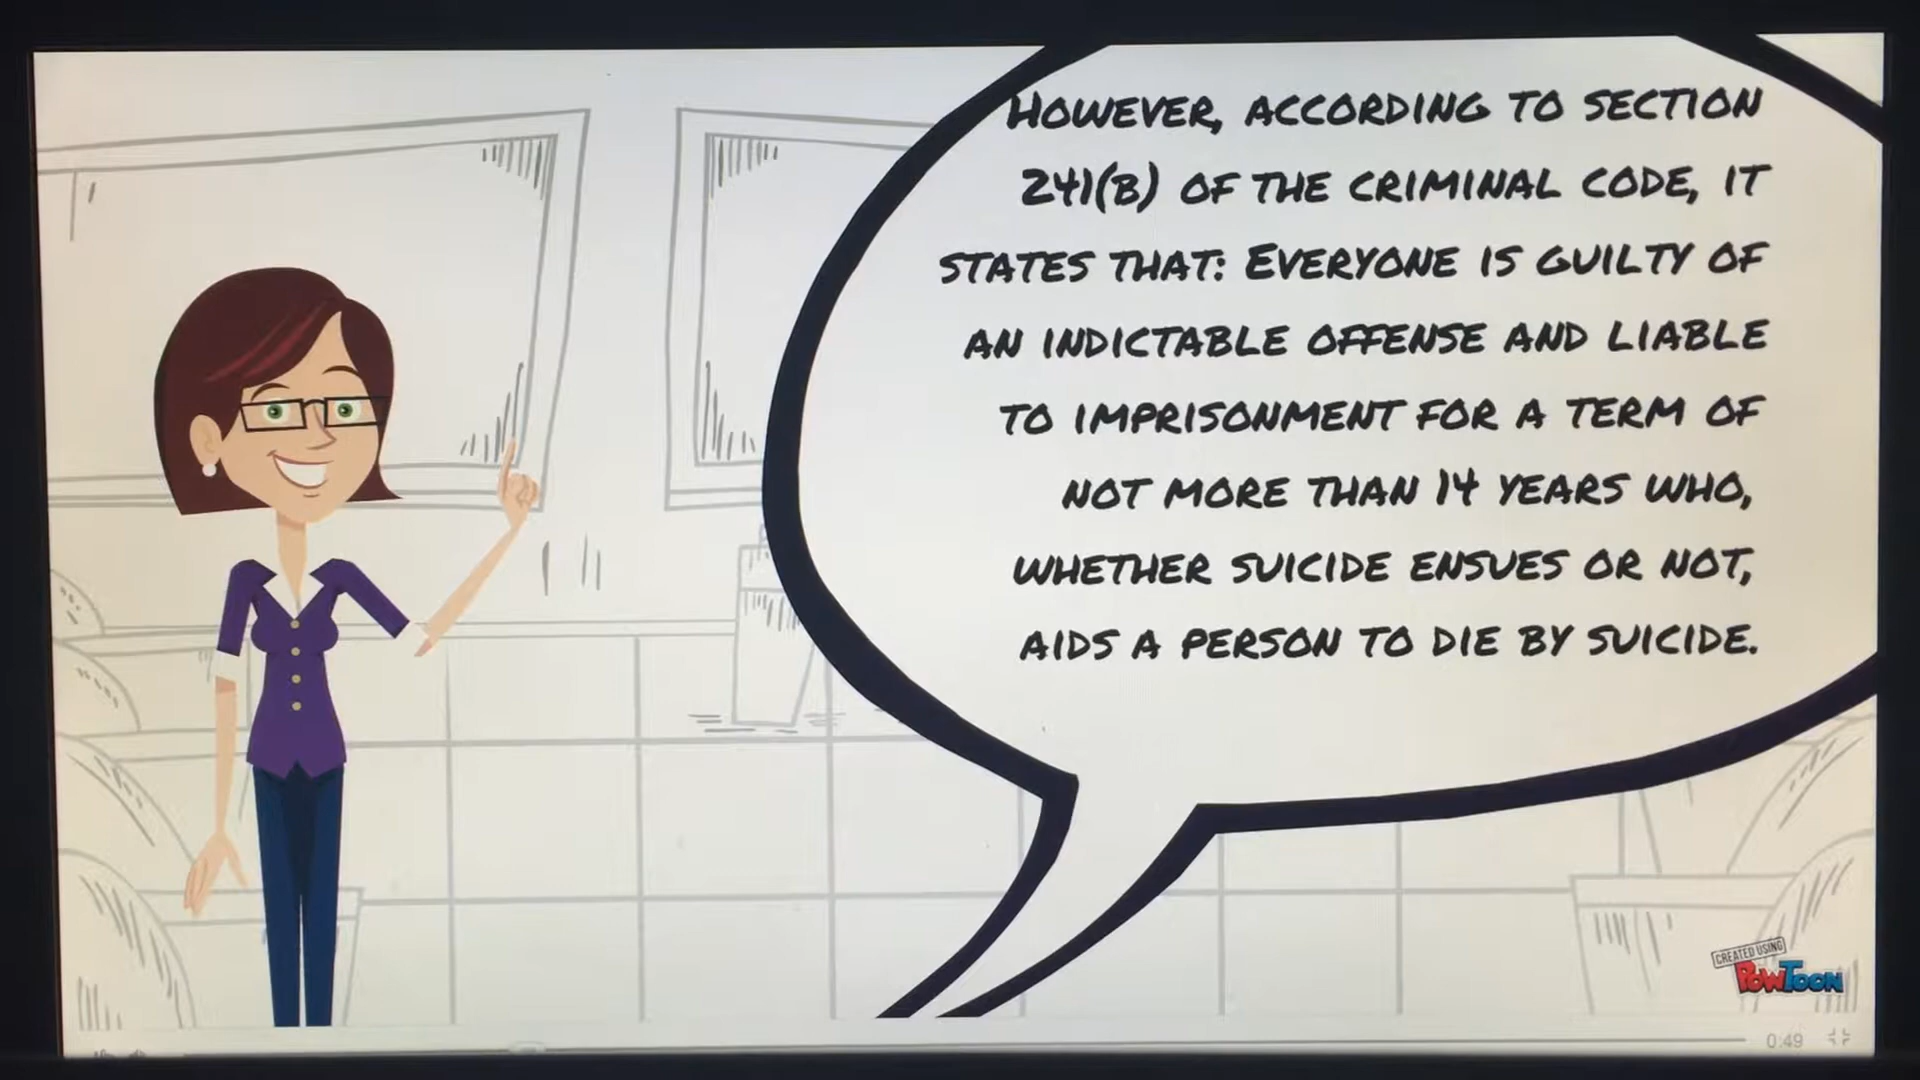 HOWEVER, ACCORDING TO SECTION
241(B) OF THE CRIMINAL CODE, IT
STATES THAT: EVERYONE IS GUILTY OF
AN INDICTABLE OFFENSE AND LIABLE
TO IMPRISONMENT FOR A TERM OF
NOT MORE THAN 14 YEARS WHO,
WHETHER SUICIDE ENSUES OR NOT,
AIDS A PERSON TO DIE BY SUICIDE.
CREATED USING
POWTOON
0:49